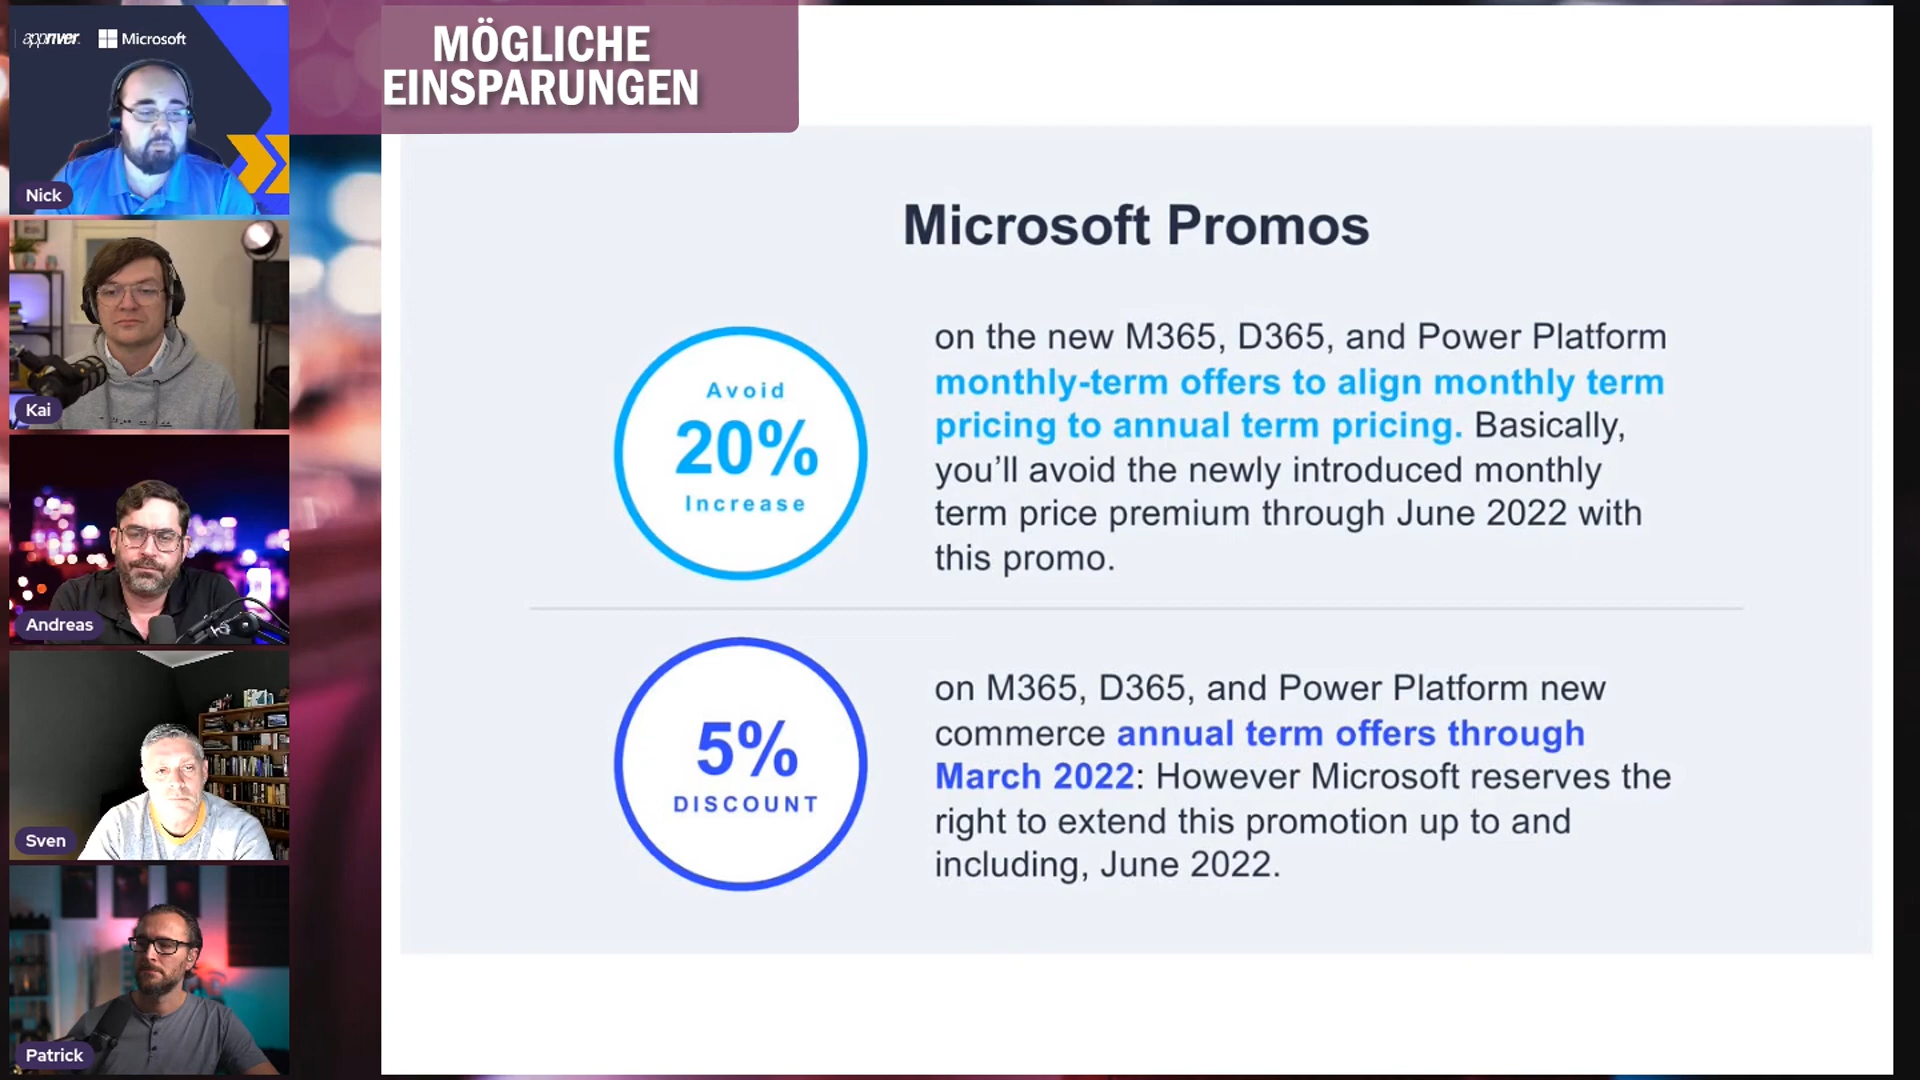 appriver Microsoft
Nick
Kai
Andreas
Sven
Patrick
MÖGLICHE
EINSPARUNGEN
Microsoft Promos
Avoid
20%
Increase
on the new M365, D365, and Power Platform
monthly-term offers to align monthly term
pricing to annual term pricing. Basically,
you’ll avoid the newly introduced monthly
term price premium through June 2022 with
this promo.
5%
DISCOUNT
on M365, D365, and Power Platform new
commerce annual term offers through
March 2022: However Microsoft reserves the
right to extend this promotion up to and
including, June 2022.